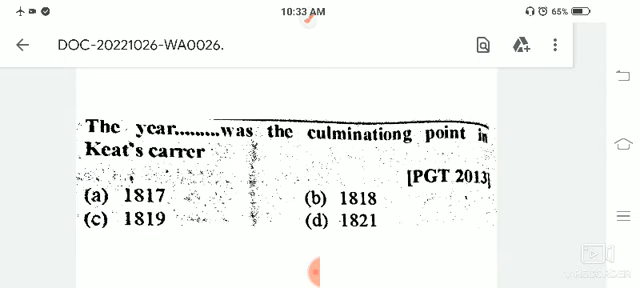 10:33 AM
65%
DOC-20221026-WA0026.
The year.........was the culminationg point in
Keat's carrer
[PGT 2013]
(a) 1817 (b) 1818
(c) 1819 (d) 1821
RECORDER